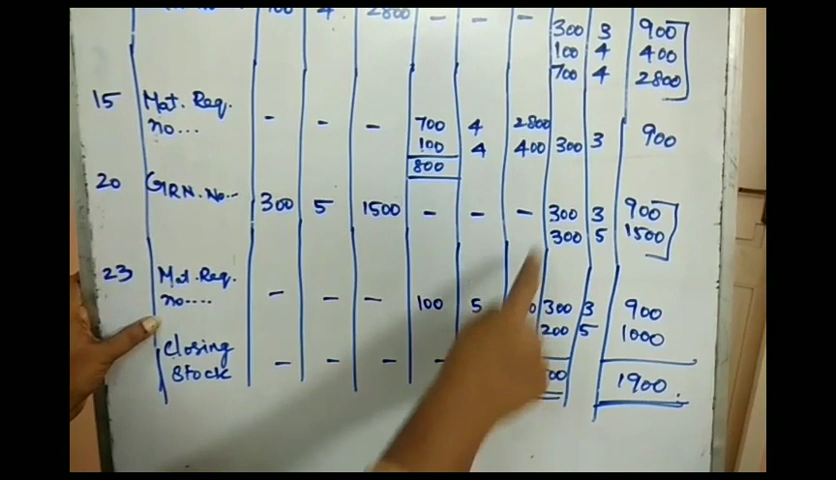 300 3 900
100 4 400
700 4 2800
15 Mat. Req. no... - - - 700 4 2800
100 4 400 300 3 900
800
20 GRN. No... 300 5 1500 - - - 300 3 900
300 5 1500
23 Mat. Req. no.... - - - 100 5 300 3 900
200 5 1000
Closing Stock - - - - 1900